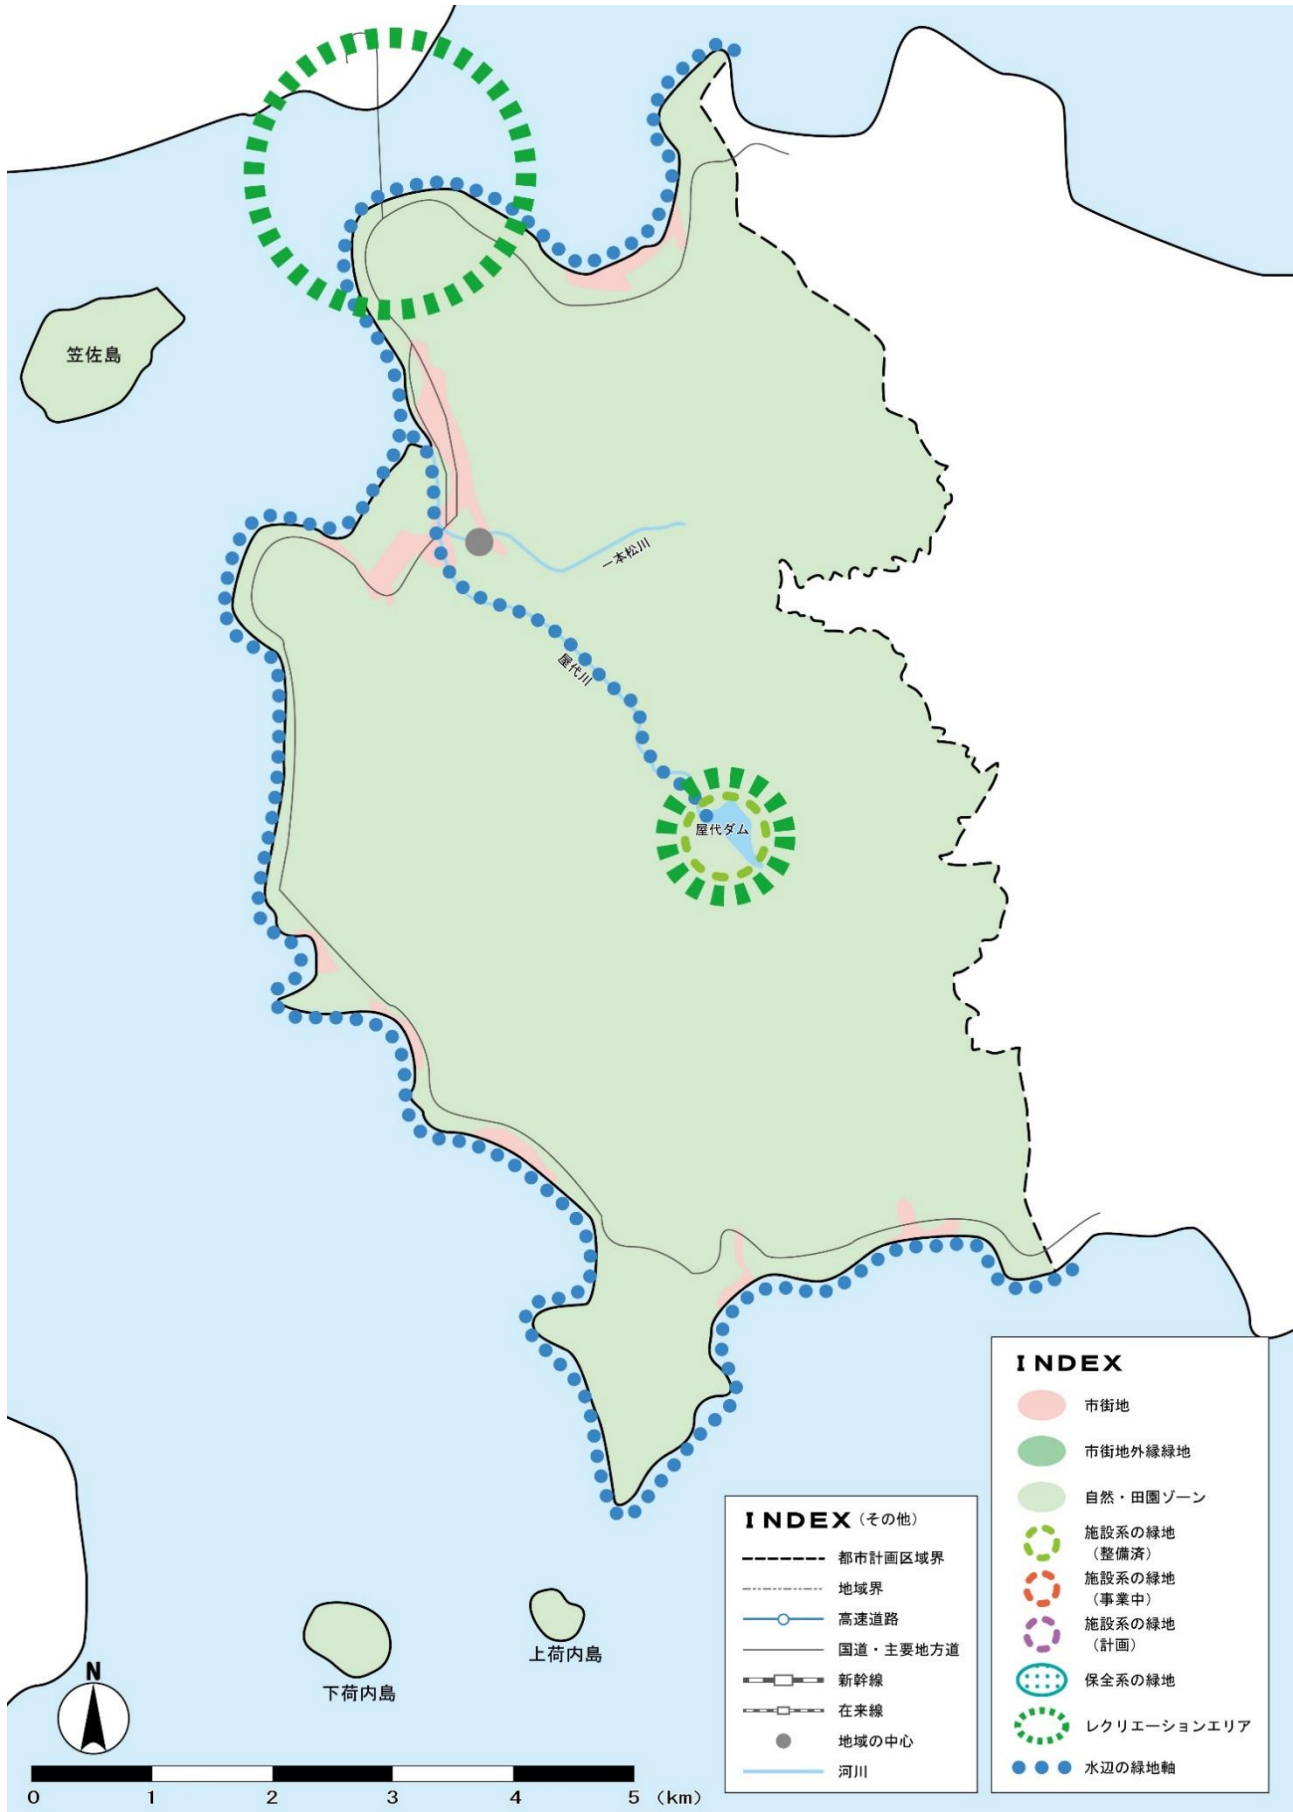 笠佐島
一本松川
屋代川
屋代ダム
上荷内島
下荷内島
N
0 1 2 3 4 5 (km)
INDEX(その他)
都市計画区域界
地域界
高速道路
国道・主要地方道
新幹線
在来線
地域の中心
河川
INDEX
市街地
市街地外縁緑地
自然・田園ゾーン
施設系の緑地
(整備済)
施設系の緑地
(事業中)
施設系の緑地
(計画)
保全系の緑地
レクリエーションエリア
水辺の緑地軸